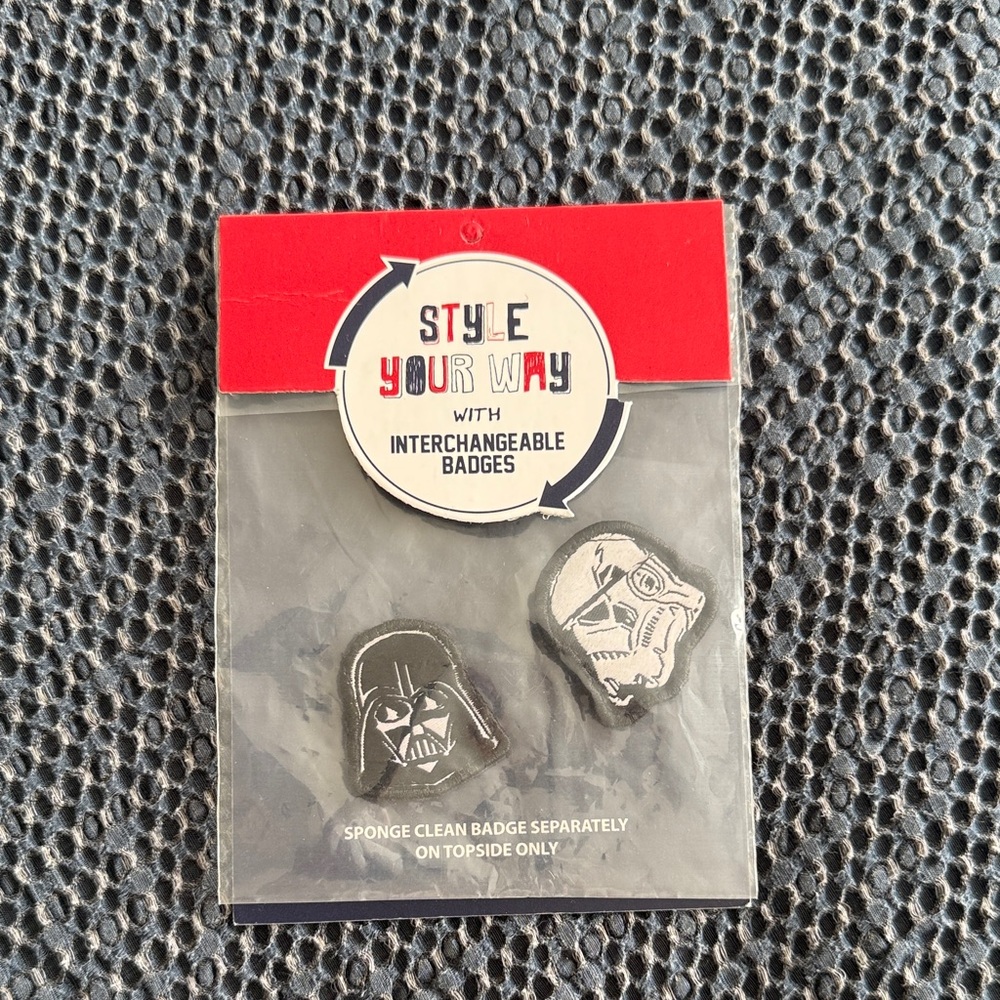 STYLE
YOUR WAY
WITH
INTERCHANGEABLE
BADGES
SPONGE CLEAN BADGE SEPARATELY
ON TOPSIDE ONLY